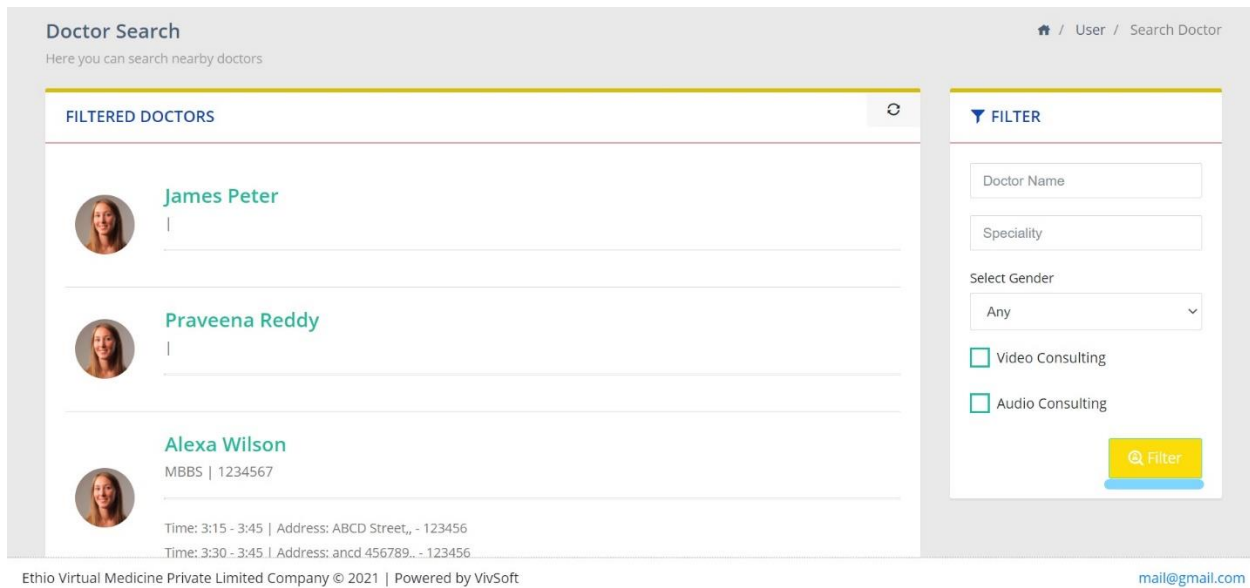 Doctor Search
Here you can search nearby doctors
/ User / Search Doctor
FILTERED DOCTORS
James Peter
|
Praveena Reddy
|
Alexa Wilson
MBBS | 1234567
Time: 3:15 - 3:45 | Address: ABCD Street,, - 123456
Time: 3:30 - 3:45 | Address: ancd 456789,, - 123456
FILTER
Doctor Name
Speciality
Select Gender
Any
Video Consulting
Audio Consulting
Filter
Ethio Virtual Medicine Private Limited Company © 2021 | Powered by VivSoft
mail@gmail.com